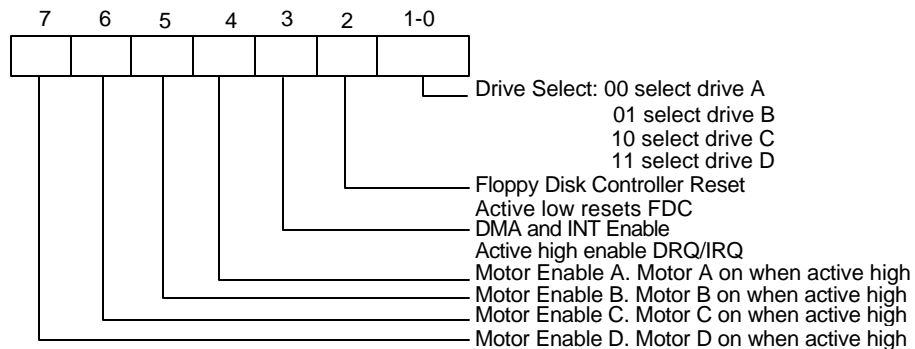 7 6 5 4 3 2 1-0
Drive Select: 00 select drive A
01 select drive B
10 select drive C
11 select drive D
Floppy Disk Controller Reset
Active low resets FDC
DMA and INT Enable
Active high enable DRQ/IRQ
Motor Enable A. Motor A on when active high
Motor Enable B. Motor B on when active high
Motor Enable C. Motor C on when active high
Motor Enable D. Motor D on when active high